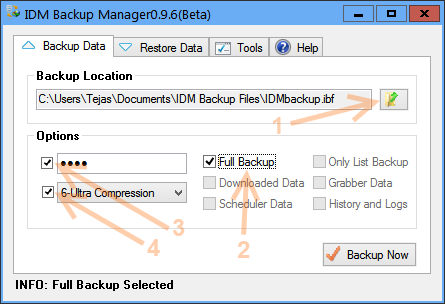 IDM Backup Manager0.9.6(Beta)
Backup Data Restore Data Tools Help
Backup Location
C:\Users\Tejas\Documents\IDM Backup Files\IDMbackup.ibf
1
Options
●●●● Full Backup Only List Backup
6-Ultra Compression Downloaded Data Grabber Data
Scheduler Data History and Logs
3
4 2
Backup Now
INFO: Full Backup Selected